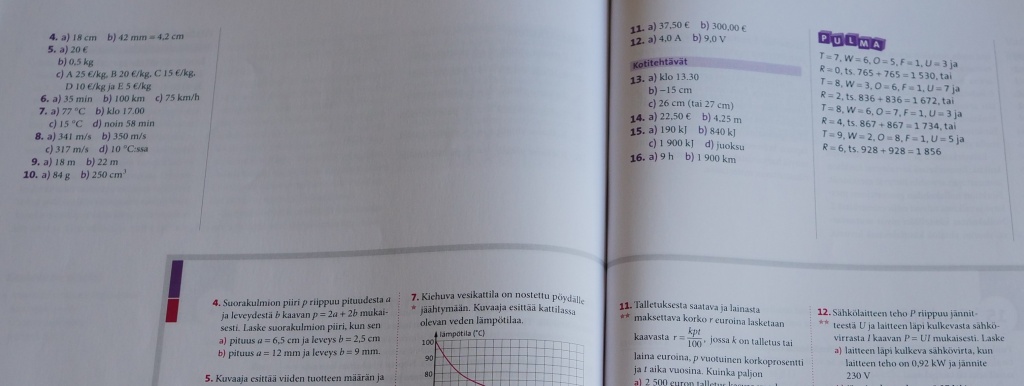 4. a) 18 cm b) 42 mm = 4,2 cm
5. a) 20 €
b) 0,5 kg
c) A 25 €/kg, B 20 €/kg, C 15 €/kg,
D 10 €/kg ja E 5 €/kg
6. a) 35 min b) 100 km c) 75 km/h
7. a) 77 °C b) klo 17.00
c) 15 °C d) noin 58 min
8. a) 341 m/s b) 350 m/s
c) 317 m/s d) 10 °C:ssa
9. a) 18 m b) 22 m
10. a) 84 g b) 250 cm³
11. a) 37,50 € b) 300,00 €
12. a) 4,0 A b) 9,0 V
Kotitehtävät
13. a) klo 13.30
b) −15 cm
c) 26 cm (tai 27 cm)
14. a) 22,50 € b) 4,25 m
15. a) 190 kJ b) 840 kJ
c) 1 900 kJ d) juoksu
16. a) 9 h b) 1 900 km
PULMA
T = 7, W = 6, O = 5, F = 1, U = 3 ja
R = 0, ts. 765 + 765 = 1 530, tai
T = 8, W = 3, O = 6, F = 1, U = 7 ja
R = 2, ts. 836 + 836 = 1 672, tai
T = 8, W = 6, O = 7, F = 1, U = 3 ja
R = 4, ts. 867 + 867 = 1 734, tai
T = 9, W = 2, O = 8, F = 1, U = 5 ja
R = 6, ts. 928 + 928 = 1 856
4. Suorakulmion piiri p riippuu pituudesta a
ja leveydestä b kaavan p = 2a + 2b mukai-
sesti. Laske suorakulmion piiri, kun sen
a) pituus a = 6,5 cm ja leveys b = 2,5 cm
b) pituus a = 12 mm ja leveys b = 9 mm.
5. Kuvaaja esittää viiden tuotteen määrän ja
7. Kiehuva vesikattila on nostettu pöydälle
* jäähtymään. Kuvaaja esittää kattilassa
olevan veden lämpötilaa.
lämpötila (°C)
100
90
80
11. Talletuksesta saatava ja lainasta
** maksettava korko r euroina lasketaan
kaavasta r = kpt/100, jossa k on talletus tai
laina euroina, p vuotuinen korkoprosentti
ja t aika vuosina. Kuinka paljon
a) 2 500 euron talletus
12. Sähkölaitteen teho P riippuu jännit-
** teestä U ja laitteen läpi kulkevasta sähkö-
virrasta I kaavan P = UI mukaisesti. Laske
a) laitteen läpi kulkeva sähkövirta, kun
laitteen teho on 0,92 kW ja jännite
230 V